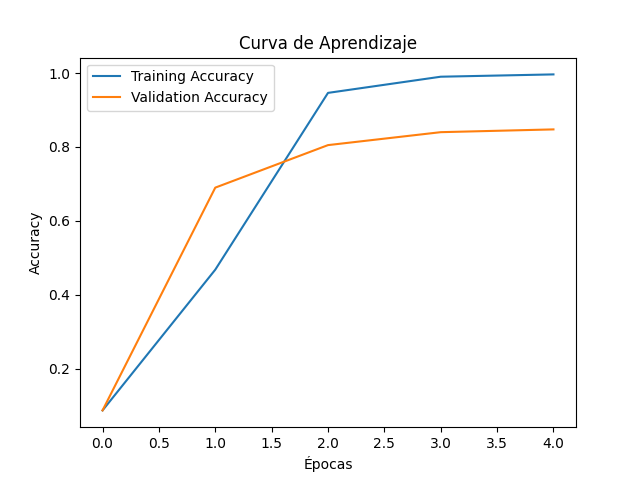 Curva de Aprendizaje
Training Accuracy
Validation Accuracy
1.0
0.8
0.6
0.4
0.2
Accuracy
0.0 0.5 1.0 1.5 2.0 2.5 3.0 3.5 4.0
Épocas